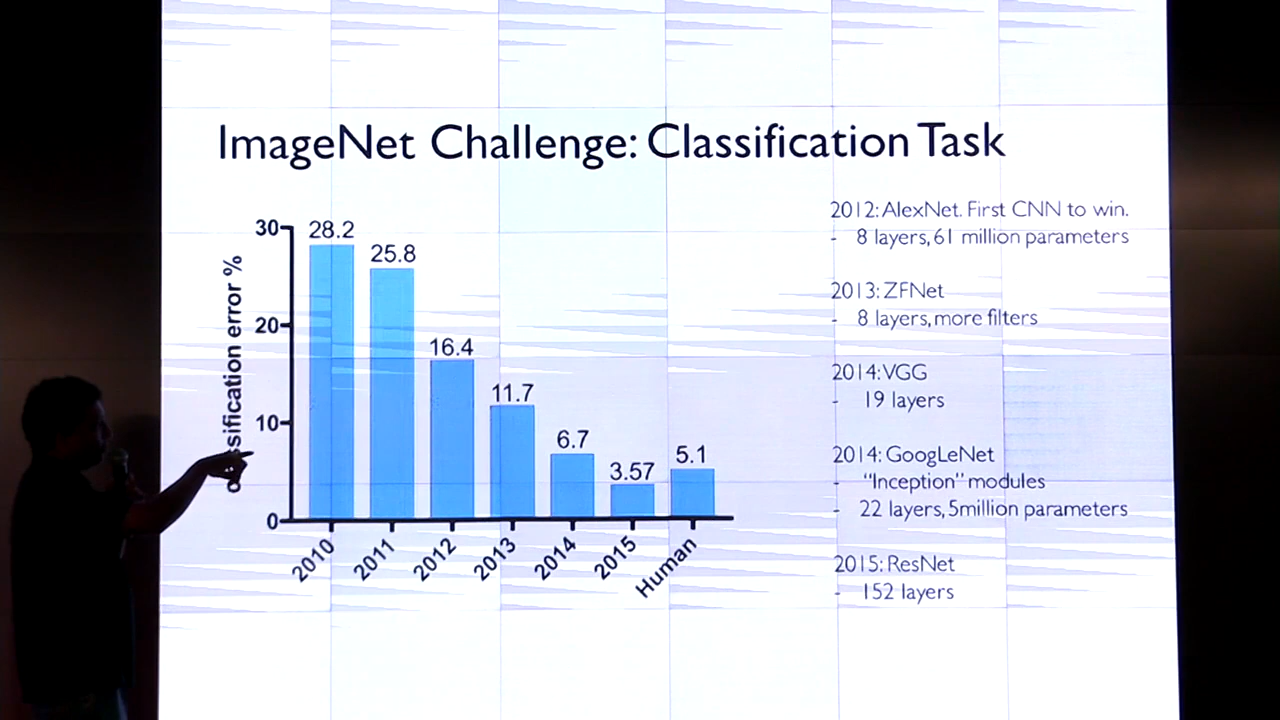 ImageNet Challenge: Classification Task
30
20
10
0
28.2
25.8
16.4
11.7
6.7
3.57
5.1
error %
2010
2011
2012
2013
2014
2015
Human
2012: AlexNet. First CNN to win.
- 8 layers, 61 million parameters
2013: ZFNet
- 8 layers, more filters
2014: VGG
- 19 layers
2014: GoogLeNet
- "Inception" modules
- 22 layers, 5million parameters
2015: ResNet
- 152 layers